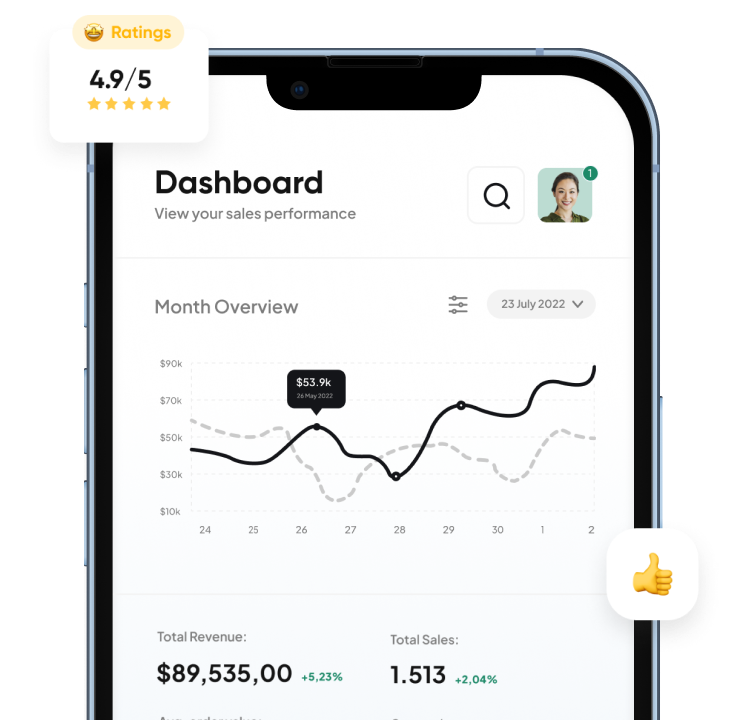 Ratings
4.9/5
Dashboard
View your sales performance
1
Month Overview
23 July 2022
$90k
$70k
$50k
$30k
$10k
$53.9k
26 May 2022
24 25 26 27 28 29 30 1 2
Total Revenue:
$89,535,00 +5,23%
Total Sales:
1.513 +2,04%